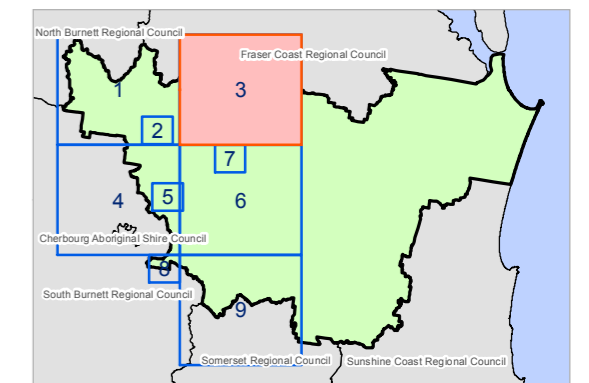 North Burnett Regional Council
Fraser Coast Regional Council
1
3
2
7
5
4
6
Cherbourg Aboriginal Shire Council
8
South Burnett Regional Council
9
Somerset Regional Council
Sunshine Coast Regional Council